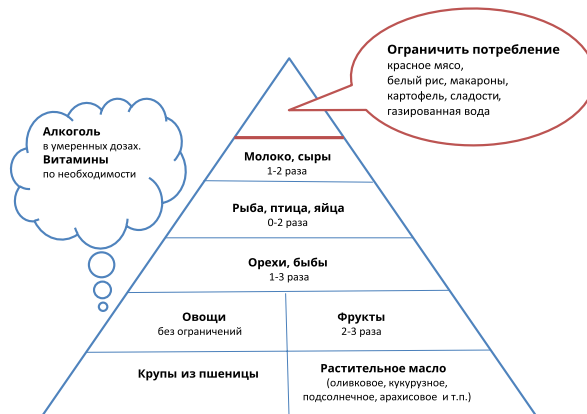 Ограничить потребление
красное мясо,
белый рис, макароны,
картофель, сладости,
газированная вода
Алкоголь
в умеренных дозах.
Витамины
по необходимости
Молоко, сыры
1-2 раза
Рыба, птица, яйца
0-2 раза
Орехи, быбы
1-3 раза
Овощи
без ограничений
Фрукты
2-3 раза
Крупы из пшеницы
Растительное масло
(оливковое, кукурузное,
подсолнечное, арахисовое и т.п.)